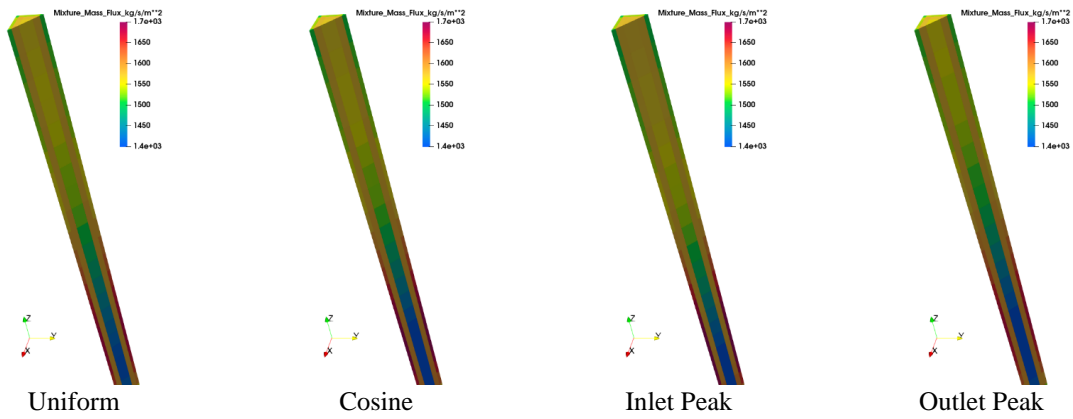 Mixture_Mass_Flux_kg/s/m**2
1.7e+03
1650
1600
1550
1500
1450
1.4e+03
Z
Y
X
Uniform
Mixture_Mass_Flux_kg/s/m**2
1.7e+03
1650
1600
1550
1500
1450
1.4e+03
Z
Y
X
Cosine
Mixture_Mass_Flux_kg/s/m**2
1.7e+03
1650
1600
1550
1500
1450
1.4e+03
Z
Y
X
Inlet Peak
Mixture_Mass_Flux_kg/s/m**2
1.7e+03
1650
1600
1550
1500
1450
1.4e+03
Z
Y
X
Outlet Peak